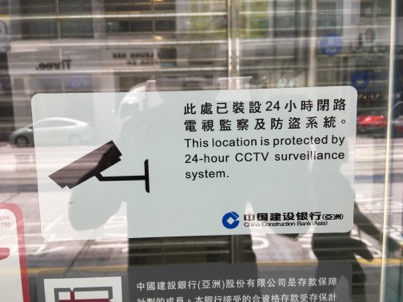 Three.
此處已裝設24小時閉路
電視監察及防盜系統。
This location is protected by
24-hour CCTV surveillance
system.
中国建设银行(亞洲)
China Construction Bank (Asia)
中國建設銀行(亞洲)股份有限公司是存款保障
計劃的成員。本銀行接受的合資格存款受存保計